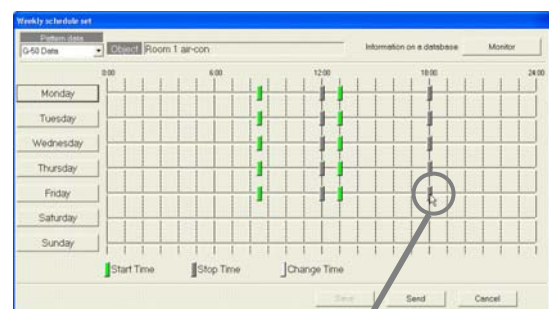 Weekly schedule set
Pattern data
G-50 Data
Object Room 1 air-con
Information on a database
Monitor
0:00 6:00 12:00 18:00 24:00
Monday
Tuesday
Wednesday
Thursday
Friday
Saturday
Sunday
Start Time Stop Time Change Time
Save Send Cancel